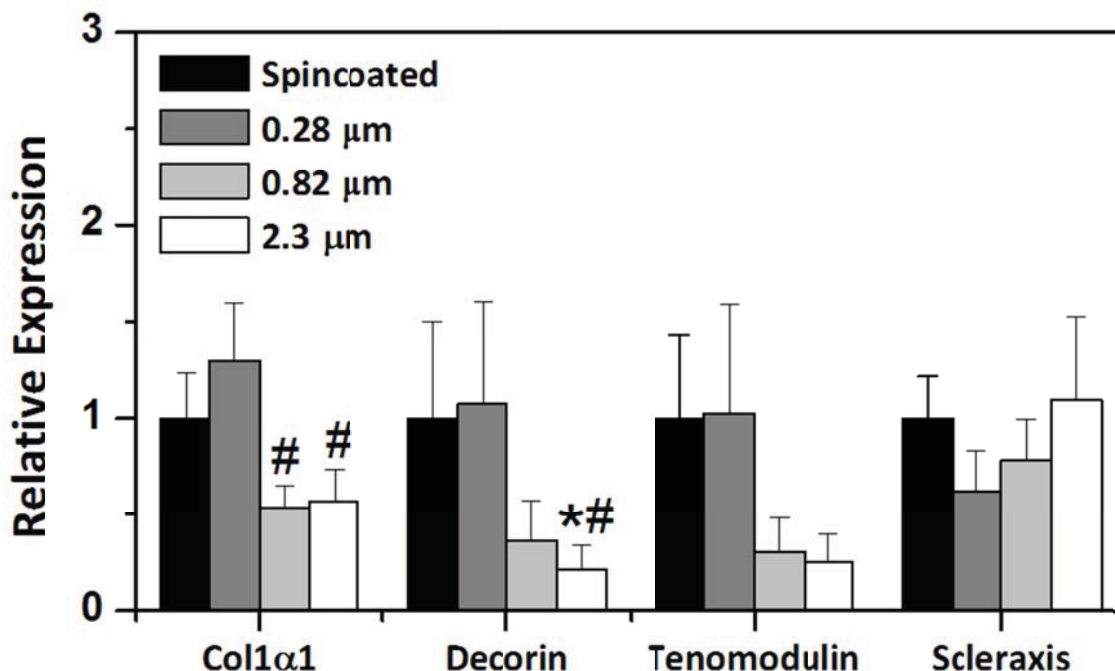 3
2
1
0
Relative Expression
Spincoated
0.28 μm
0.82 μm
2.3 μm
#
#
*#
Col1α1
Decorin
Tenomodulin
Scleraxis